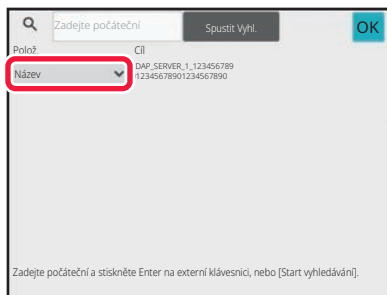 Zadejte počáteční
Spustit Vyhl.
OK
Polož.
Cíl
Název
DAP_SERVER_1_123456789
12345678901234567890
Zadejte počáteční a stiskněte Enter na externí klávesnici, nebo [Start vyhledávání].